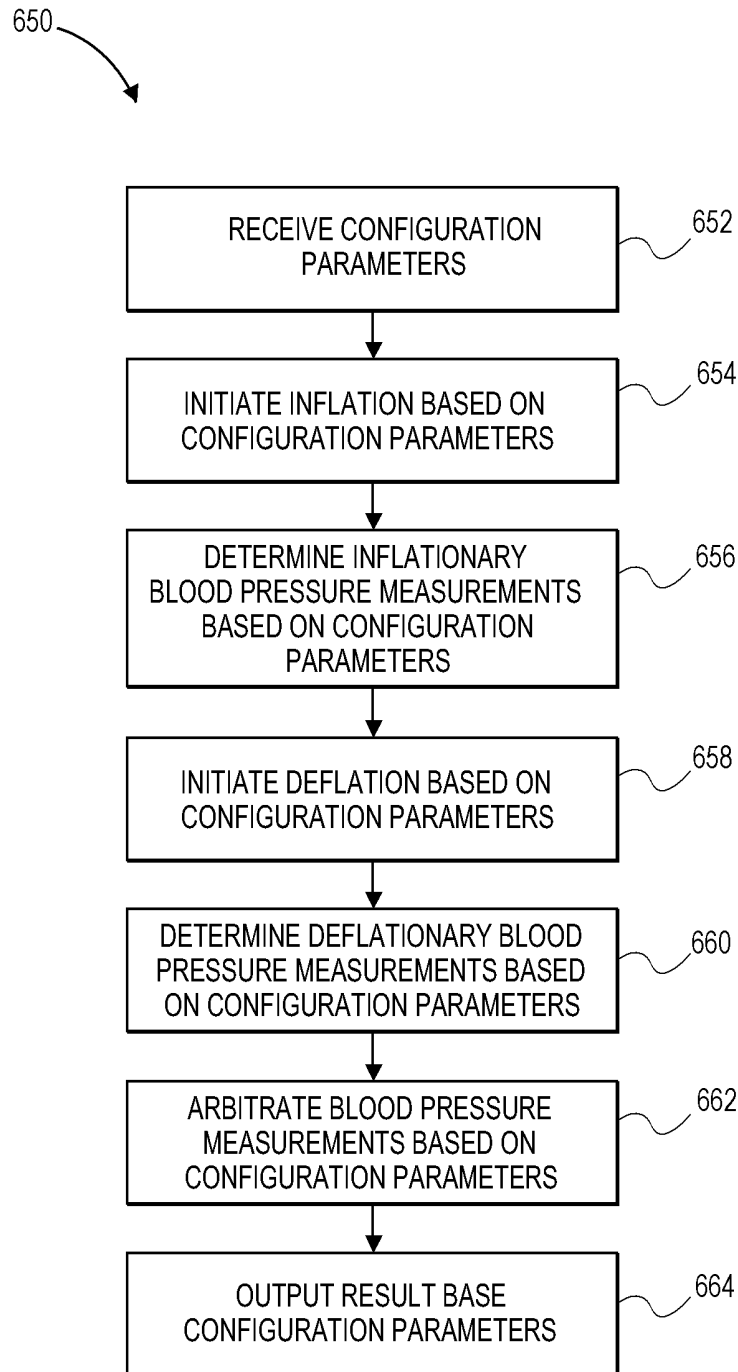 650
RECEIVE CONFIGURATION
PARAMETERS
652
INITIATE INFLATION BASED ON
CONFIGURATION PARAMETERS
654
DETERMINE INFLATIONARY
BLOOD PRESSURE MEASUREMENTS
BASED ON CONFIGURATION
PARAMETERS
656
INITIATE DEFLATION BASED ON
CONFIGURATION PARAMETERS
658
DETERMINE DEFLATIONARY BLOOD
PRESSURE MEASUREMENTS BASED
ON CONFIGURATION PARAMETERS
660
ARBITRATE BLOOD PRESSURE
MEASUREMENTS BASED ON
CONFIGURATION PARAMETERS
662
OUTPUT RESULT BASE
CONFIGURATION PARAMETERS
664